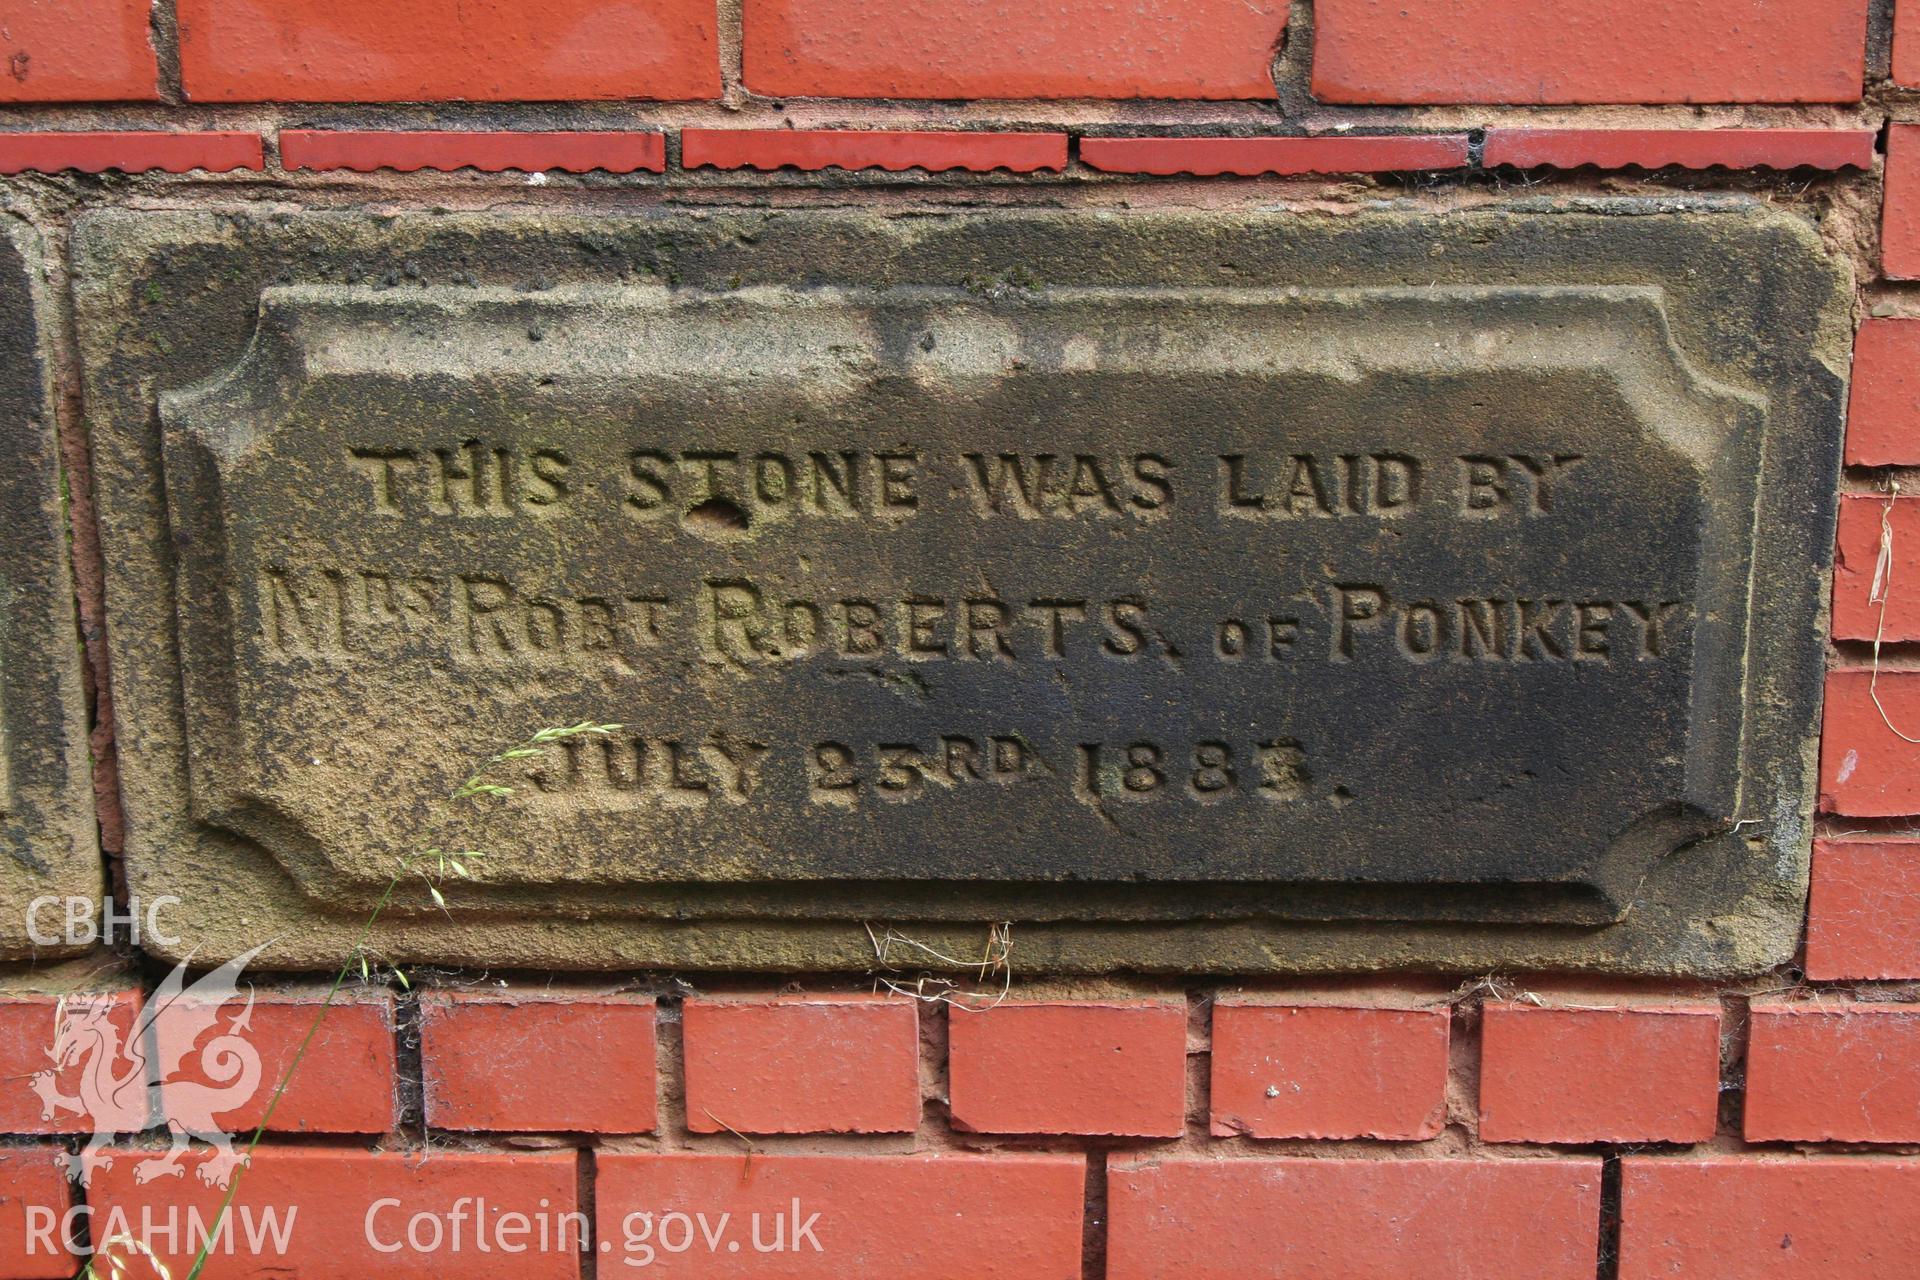 THIS STONE WAS LAID BY
MRS ROBT ROBERTS. OF PONKEY
JULY 23RD 1883.
CBHC
RCAHMW Coflein.gov.uk